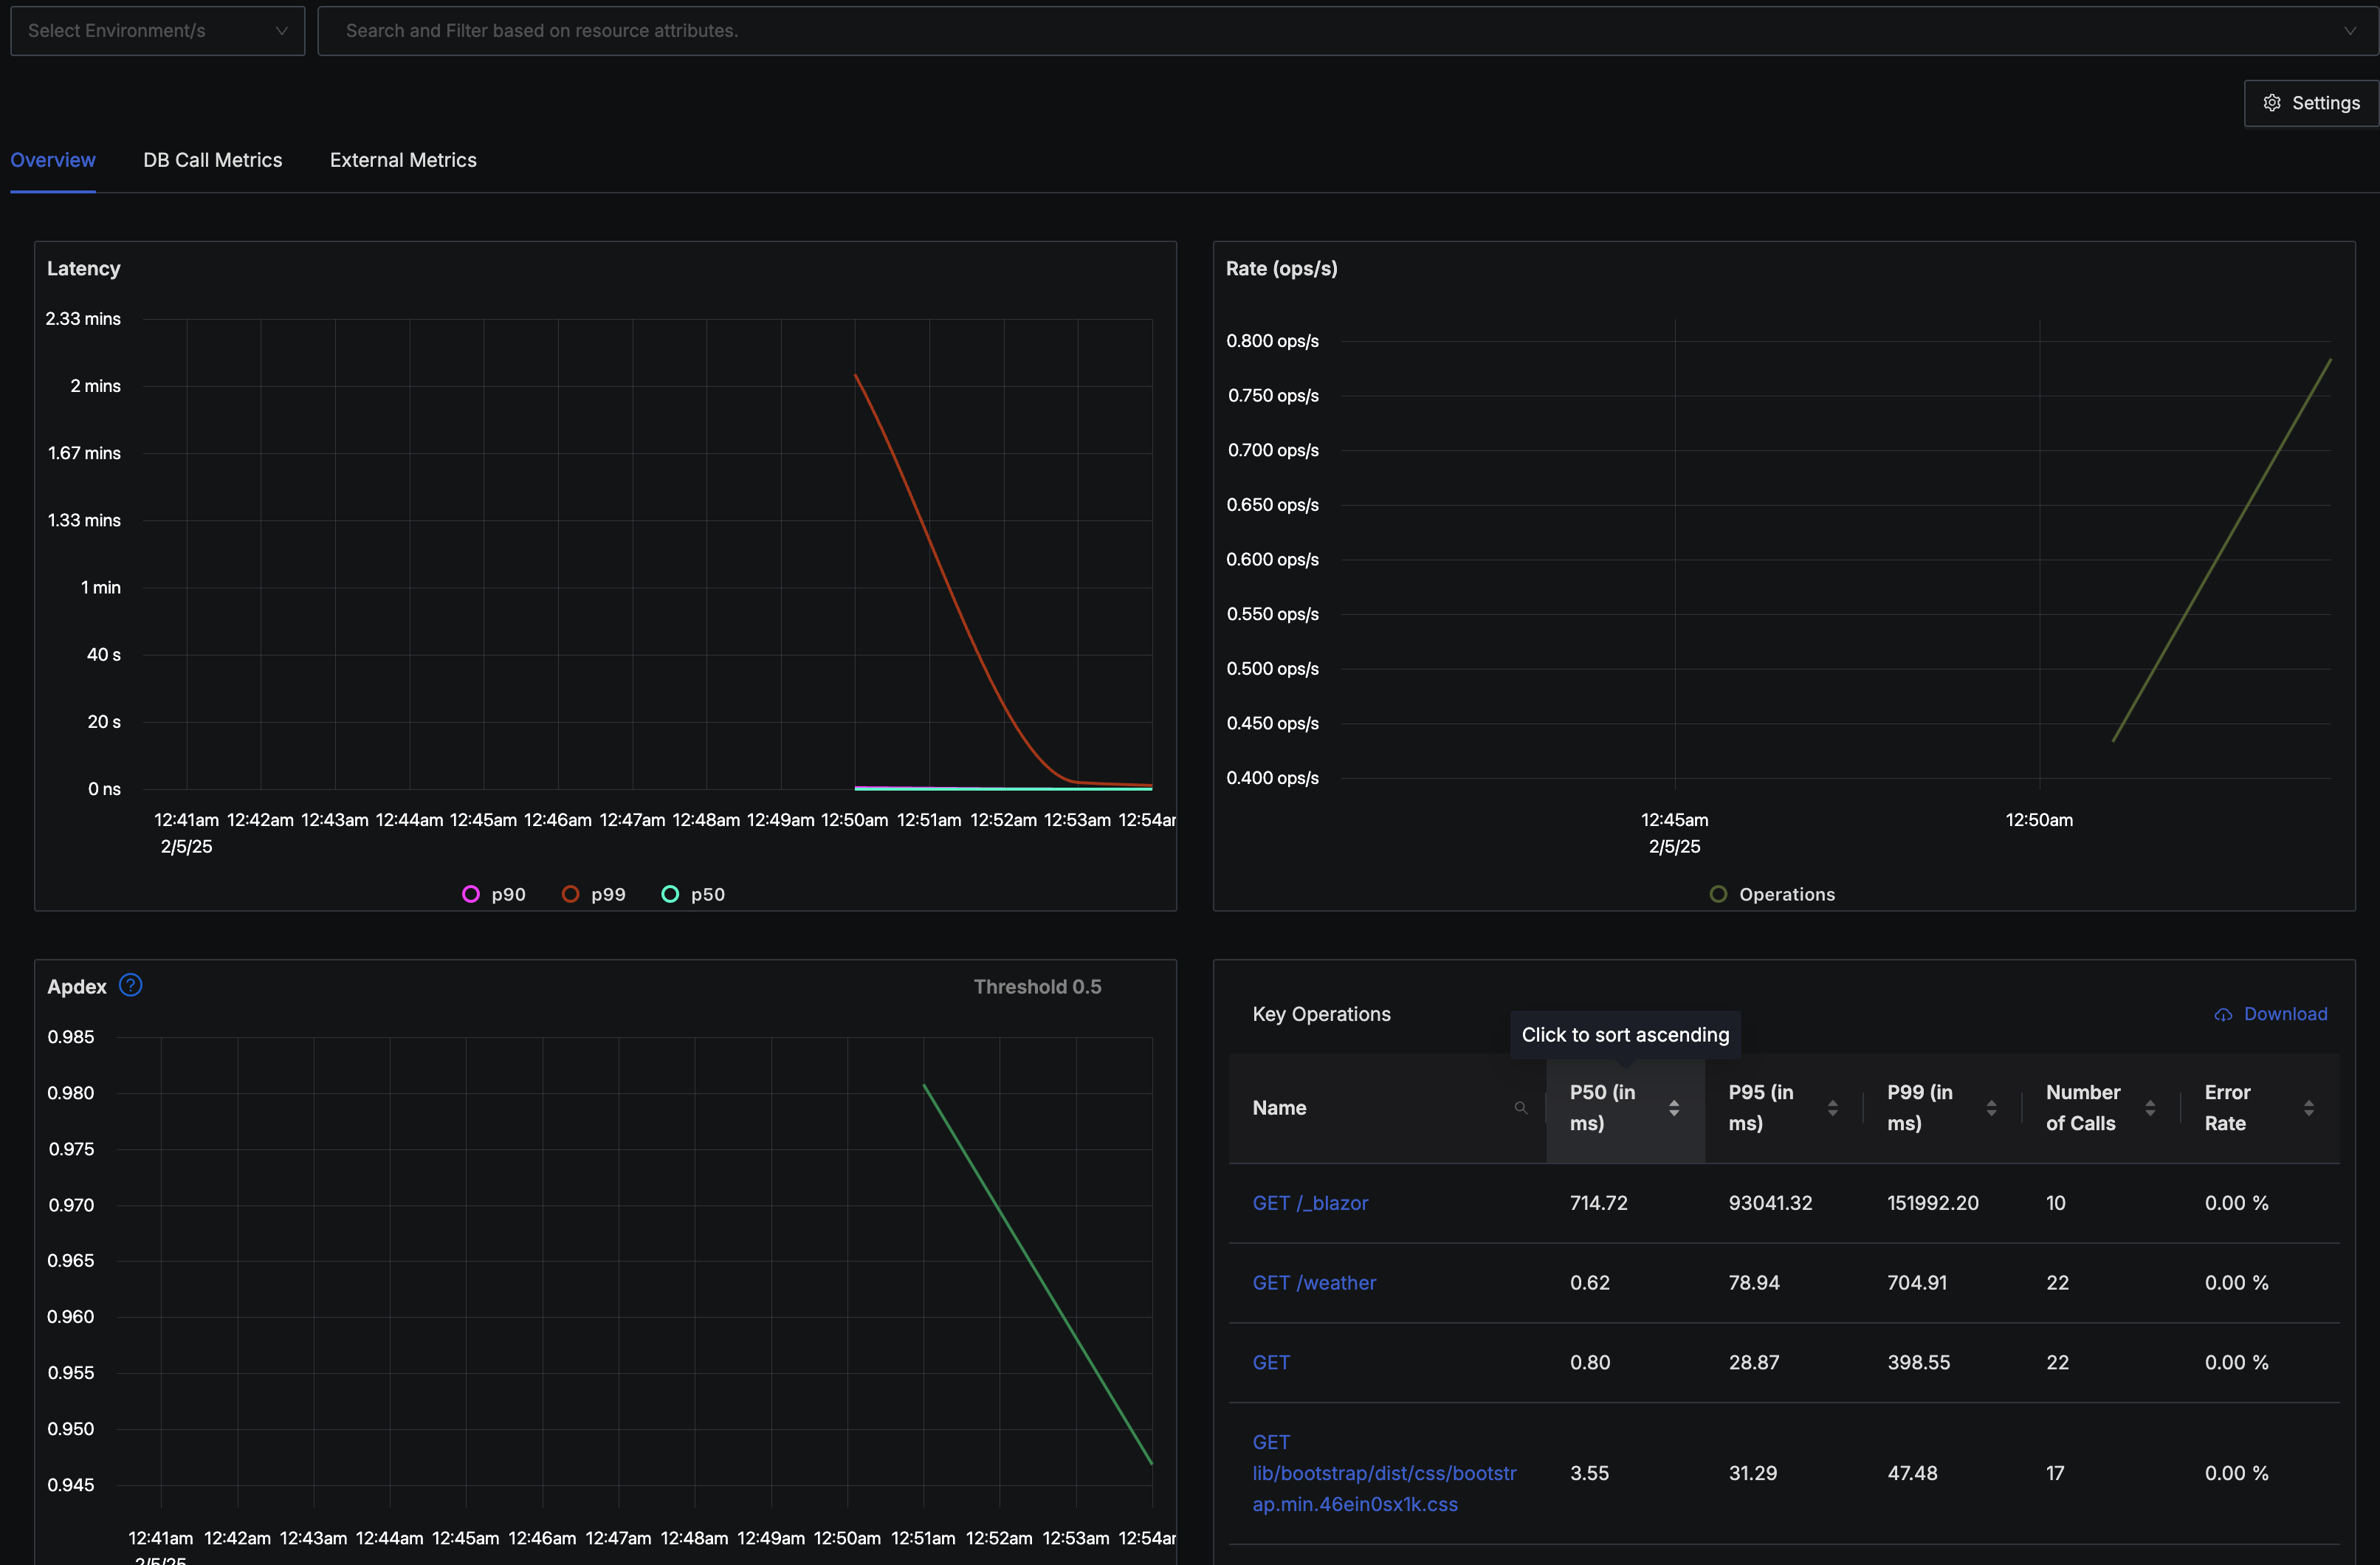 Select Environment/s
Search and Filter based on resource attributes.
Settings
Overview
DB Call Metrics
External Metrics
Latency
2.33 mins
2 mins
1.67 mins
1.33 mins
1 min
40 s
20 s
0 ns
12:41am 12:42am 12:43am 12:44am 12:45am 12:46am 12:47am 12:48am 12:49am 12:50am 12:51am 12:52am 12:53am 12:54am
2/5/25
p90 p99 p50
Rate (ops/s)
0.800 ops/s
0.750 ops/s
0.700 ops/s
0.650 ops/s
0.600 ops/s
0.550 ops/s
0.500 ops/s
0.450 ops/s
0.400 ops/s
12:45am 12:50am
2/5/25
Operations
Apdex ?
Threshold 0.5
0.985
0.980
0.975
0.970
0.965
0.960
0.955
0.950
0.945
12:41am 12:42am 12:43am 12:44am 12:45am 12:46am 12:47am 12:48am 12:49am 12:50am 12:51am 12:52am 12:53am 12:54am
2/5/25
Key Operations
Download
Click to sort ascending
Name
P50 (in
ms)
P95 (in
ms)
P99 (in
ms)
Number
of Calls
Error
Rate
GET /_blazor 714.72 93041.32 151992.20 10 0.00 %
GET /weather 0.62 78.94 704.91 22 0.00 %
GET 0.80 28.87 398.55 22 0.00 %
GET
lib/bootstrap/dist/css/bootstr
ap.min.46ein0sx1k.css
3.55 31.29 47.48 17 0.00 %